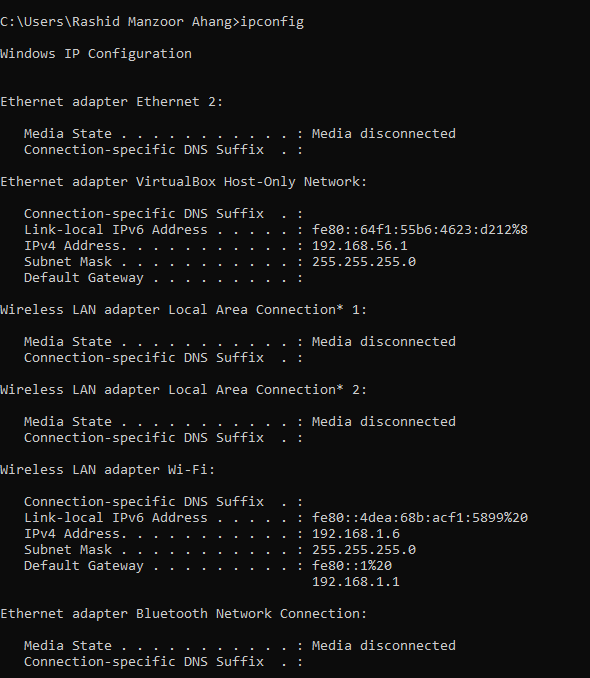 C:\Users\Rashid Manzoor Ahang>ipconfig
Windows IP Configuration
Ethernet adapter Ethernet 2:
   Media State . . . . . . . . . . . : Media disconnected
   Connection-specific DNS Suffix  . :
Ethernet adapter VirtualBox Host-Only Network:
   Connection-specific DNS Suffix  . :
   Link-local IPv6 Address . . . . . : fe80::64f1:55b6:4623:d212%8
   IPv4 Address. . . . . . . . . . . : 192.168.56.1
   Subnet Mask . . . . . . . . . . . : 255.255.255.0
   Default Gateway . . . . . . . . . :
Wireless LAN adapter Local Area Connection* 1:
   Media State . . . . . . . . . . . : Media disconnected
   Connection-specific DNS Suffix  . :
Wireless LAN adapter Local Area Connection* 2:
   Media State . . . . . . . . . . . : Media disconnected
   Connection-specific DNS Suffix  . :
Wireless LAN adapter Wi-Fi:
   Connection-specific DNS Suffix  . :
   Link-local IPv6 Address . . . . . : fe80::4dea:68b:acf1:5899%20
   IPv4 Address. . . . . . . . . . . : 192.168.1.6
   Subnet Mask . . . . . . . . . . . : 255.255.255.0
   Default Gateway . . . . . . . . . : fe80::1%20
                                       192.168.1.1
Ethernet adapter Bluetooth Network Connection:
   Media State . . . . . . . . . . . : Media disconnected
   Connection-specific DNS Suffix  . :